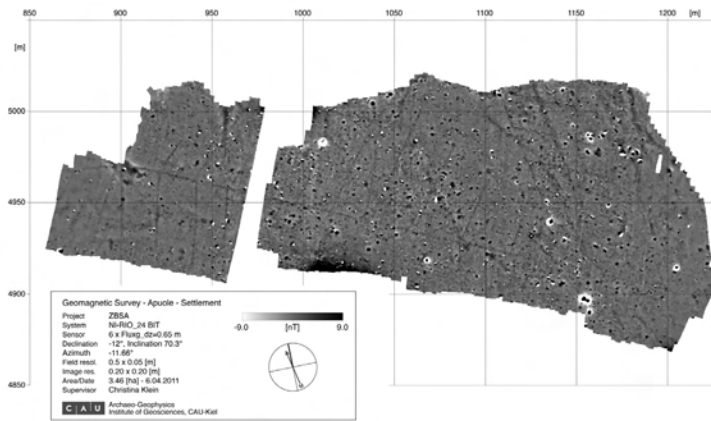 850 900 950 1000 1050 1100 1150 1200 [m]
[m]
5000
4950
4900
4850
Geomagnetic Survey - Apuole - Settlement
Project ZBSA
System NI-RIO_24 BIT
Sensor 6 x Fluxg_dz=0.65 m
Declination -12°, Inclination 70.3°
Azimuth -11.66°
Field resol. 0.5 x 0.05 [m]
Image res. 0.20 x 0.20 [m]
Area/Date 3.46 [ha] - 6.04.2011
Supervisor Christina Klein
-9.0 [nT] 9.0
CAU Archaeo-Geophysics
Institute of Geosciences, CAU-Kiel